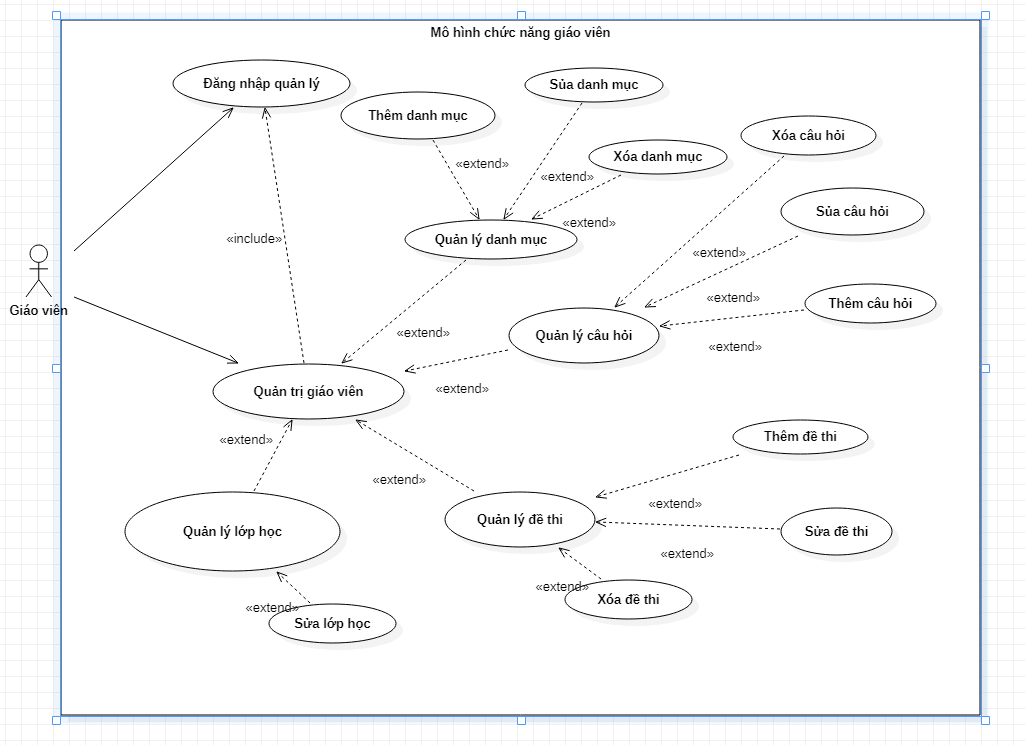 Mô hình chức năng giáo viên
Đăng nhập quản lý
Sủa danh mục
Thêm danh mục
Xóa câu hỏi
«extend»
Xóa danh mục
«extend»
Sủa câu hỏi
«extend»
«include»
Quản lý danh mục
«extend»
Giáo viên
«extend»
Thêm câu hỏi
«extend»
Quản lý câu hỏi
«extend»
Quản trị giáo viên
«extend»
«extend»
Thêm đề thi
«extend»
«extend»
Quản lý lớp học
Quản lý đề thi
Sửa đề thi
«extend»
«extend»
Xóa đề thi
«extend»
Sửa lớp học